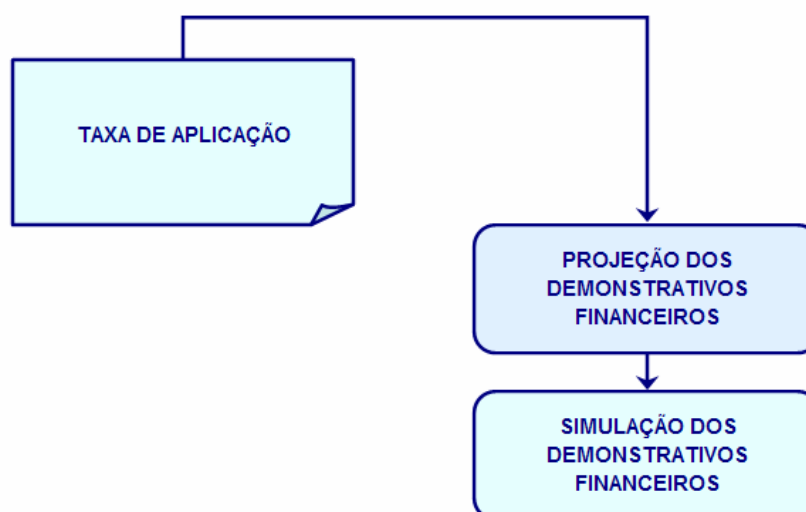 TAXA DE APLICAÇÃO
PROJEÇÃO DOS
DEMONSTRATIVOS
FINANCEIROS
SIMULAÇÃO DOS
DEMONSTRATIVOS
FINANCEIROS